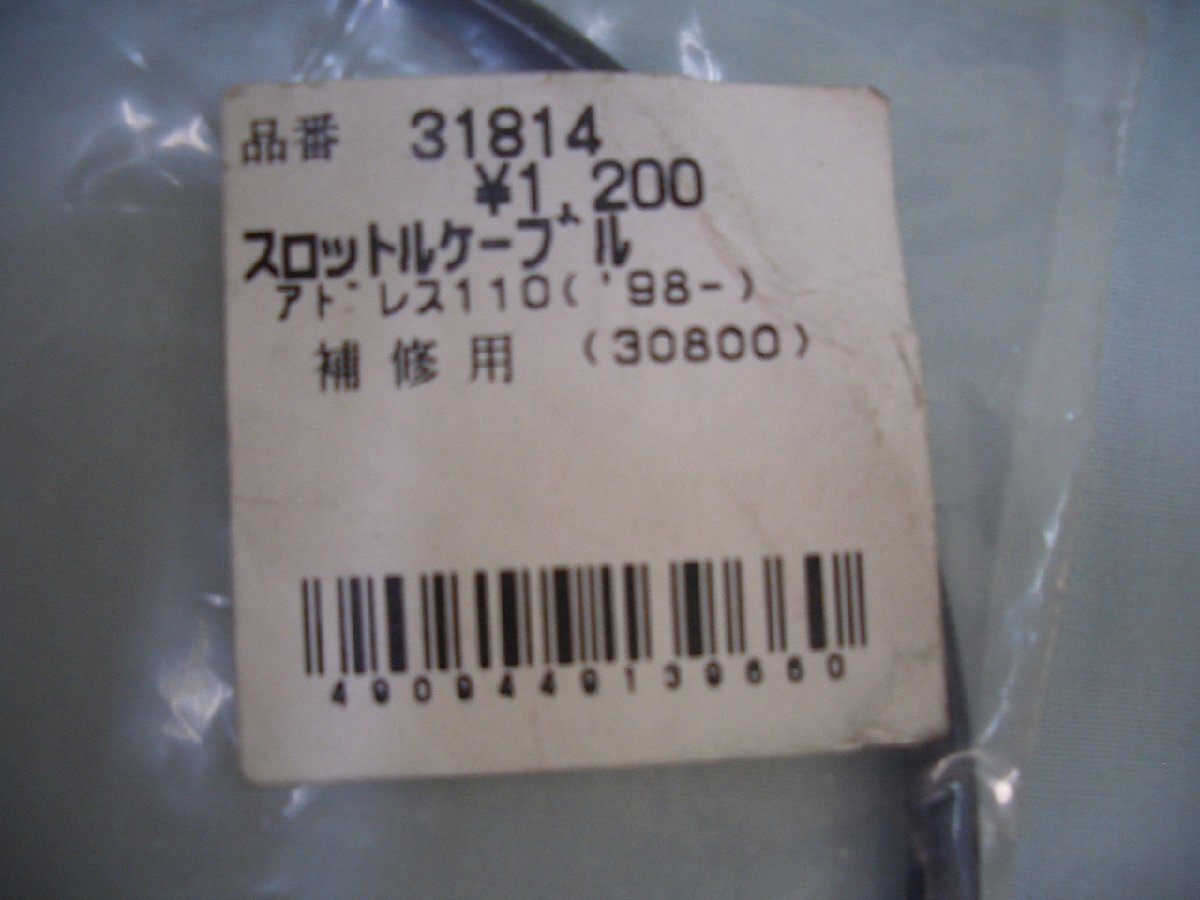 品番 31814
¥1,200
スロットルケーブル
アドレス110('98-)
補修用 (30800)
4909449139660